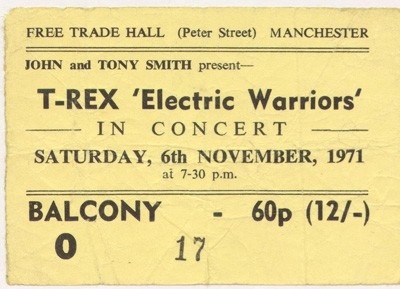 FREE TRADE HALL (Peter Street) MANCHESTER
JOHN and TONY SMITH present—
T-REX 'Electric Warriors'
IN CONCERT
SATURDAY, 6th NOVEMBER, 1971
at 7-30 p.m.
BALCONY - 60p (12/-)
O 17